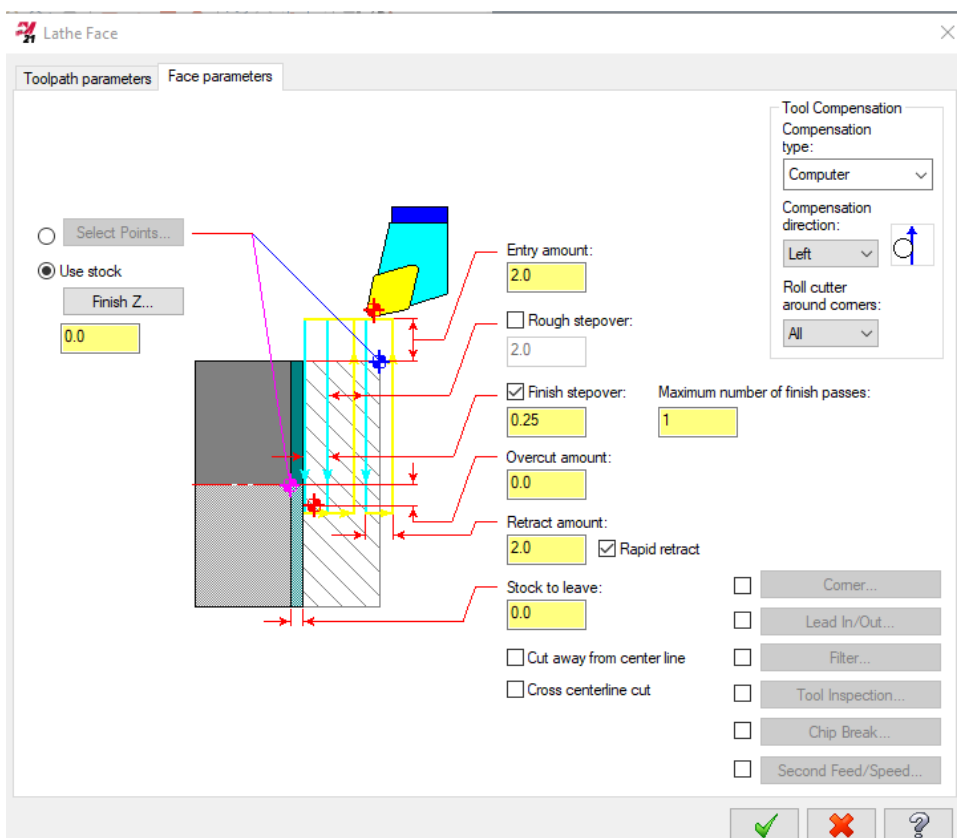 21 Lathe Face
Toolpath parameters
Face parameters
Tool Compensation
Compensation
type:
Computer
Compensation
direction:
Left
Roll cutter
around corners:
All
Select Points...
Use stock
Finish Z...
0.0
Entry amount:
2.0
Rough stepover:
2.0
Finish stepover:
0.25
Maximum number of finish passes:
1
Overcut amount:
0.0
Retract amount:
2.0
Rapid retract
Stock to leave:
0.0
Cut away from center line
Cross centerline cut
Corner...
Lead In/Out...
Filter...
Tool Inspection...
Chip Break...
Second Feed/Speed...